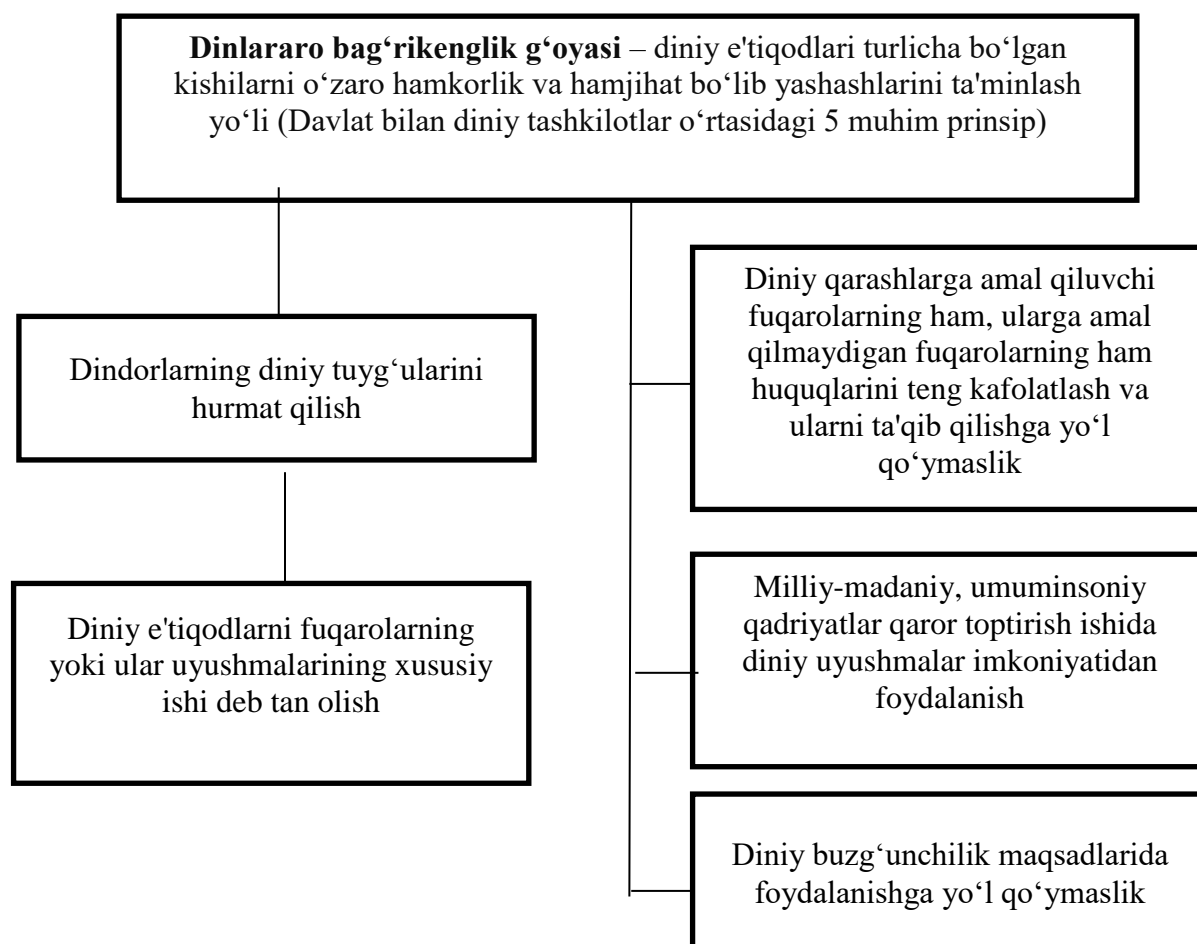 Dinlararo bag‘rikenglik g‘oyasi – diniy e'tiqodlari turlicha bo‘lgan
kishilarni o‘zaro hamkorlik va hamjihat bo‘lib yashashlarini ta'minlash
yo‘li (Davlat bilan diniy tashkilotlar o‘rtasidagi 5 muhim prinsip)
Dindorlarning diniy tuyg‘ularini
hurmat qilish
Diniy e'tiqodlarni fuqarolarning
yoki ular uyushmalarining xususiy
ishi deb tan olish
Diniy qarashlarga amal qiluvchi
fuqarolarning ham, ularga amal
qilmaydigan fuqarolarning ham
huquqlarini teng kafolatlash va
ularni ta'qib qilishga yo‘l
qo‘ymaslik
Milliy-madaniy, umuminsoniy
qadriyatlar qaror toptirish ishida
diniy uyushmalar imkoniyatidan
foydalanish
Diniy buzg‘unchilik maqsadlarida
foydalanishga yo‘l qo‘ymaslik